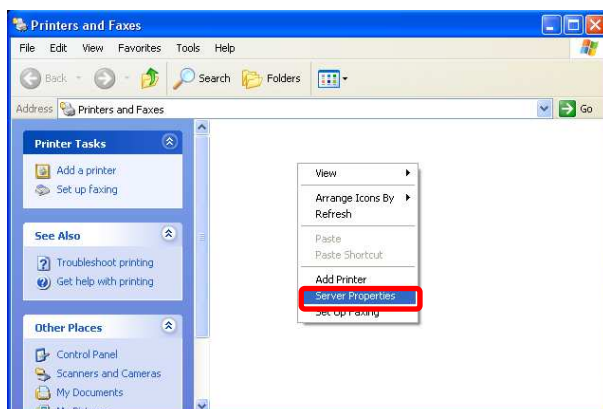 Printers and Faxes
File Edit View Favorites Tools Help
Back Search Folders
Address Printers and Faxes Go
Printer Tasks
Add a printer
Set up faxing
See Also
Troubleshoot printing
Get help with printing
Other Places
Control Panel
Scanners and Cameras
My Documents
View
Arrange Icons By
Refresh
Paste
Paste Shortcut
Add Printer
Server Properties
Set Up Faxing